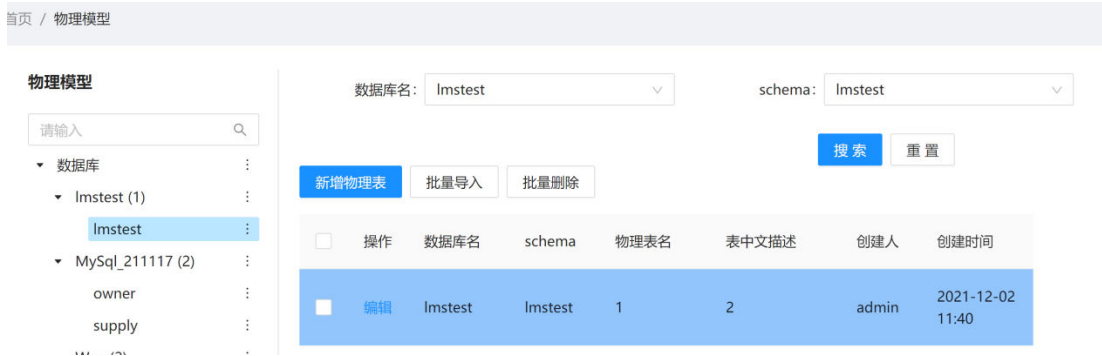 首页 / 物理模型
物理模型
请输入
数据库
lmstest (1)
lmstest
MySql_211117 (2)
owner
supply
数据库名: lmstest
schema: lmstest
搜 索 重 置
新增物理表 批量导入 批量删除
操作 数据库名 schema 物理表名 表中文描述 创建人 创建时间
编辑 lmstest lmstest 1 2 admin 2021-12-02
11:40